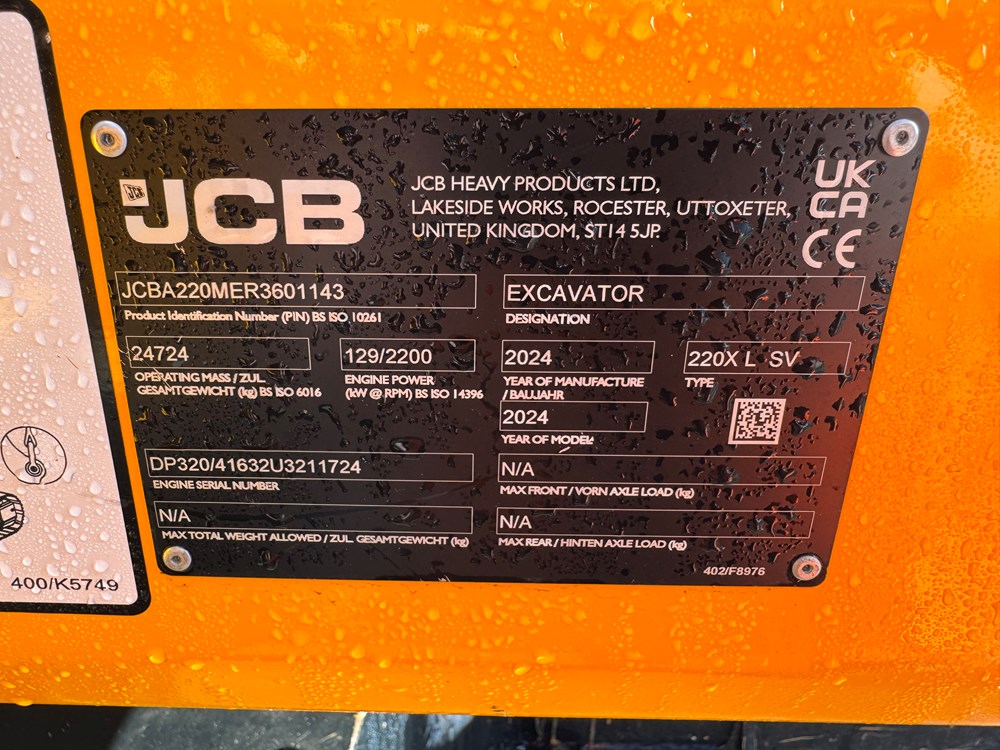 JCB
JCB HEAVY PRODUCTS LTD,
LAKESIDE WORKS, ROCESTER, UTTOXETER,
UNITED KINGDOM, ST14 5JP.
UK
CA
CE
JCBA220MER3601143
Product Identification Number (PIN) BS ISO 10261
EXCAVATOR
DESIGNATION
24724
OPERATING MASS / ZUL.
GESAMTGEWICHT (kg) BS ISO 6016
129/2200
ENGINE POWER
(kW @ RPM) BS ISO 14396
2024
YEAR OF MANUFACTURE
/ BAUJAHR
220X L SV
TYPE
2024
YEAR OF MODEL
DP320/41632U3211724
ENGINE SERIAL NUMBER
N/A
MAX FRONT / VORN AXLE LOAD (kg)
N/A
MAX TOTAL WEIGHT ALLOWED / ZUL. GESAMTGEWICHT (kg)
N/A
MAX REAR / HINTEN AXLE LOAD (kg)
402/F8976
400/K5749